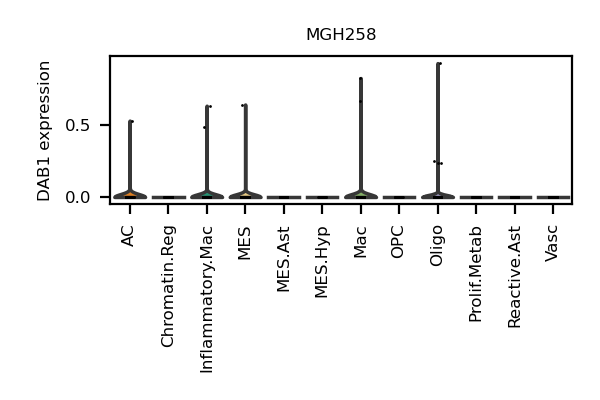 MGH258
DAB1 expression
0.5
0.0
AC
Chromatin.Reg
Inflammatory.Mac
MES
MES.Ast
MES.Hyp
Mac
OPC
Oligo
Prolif.Metab
Reactive.Ast
Vasc